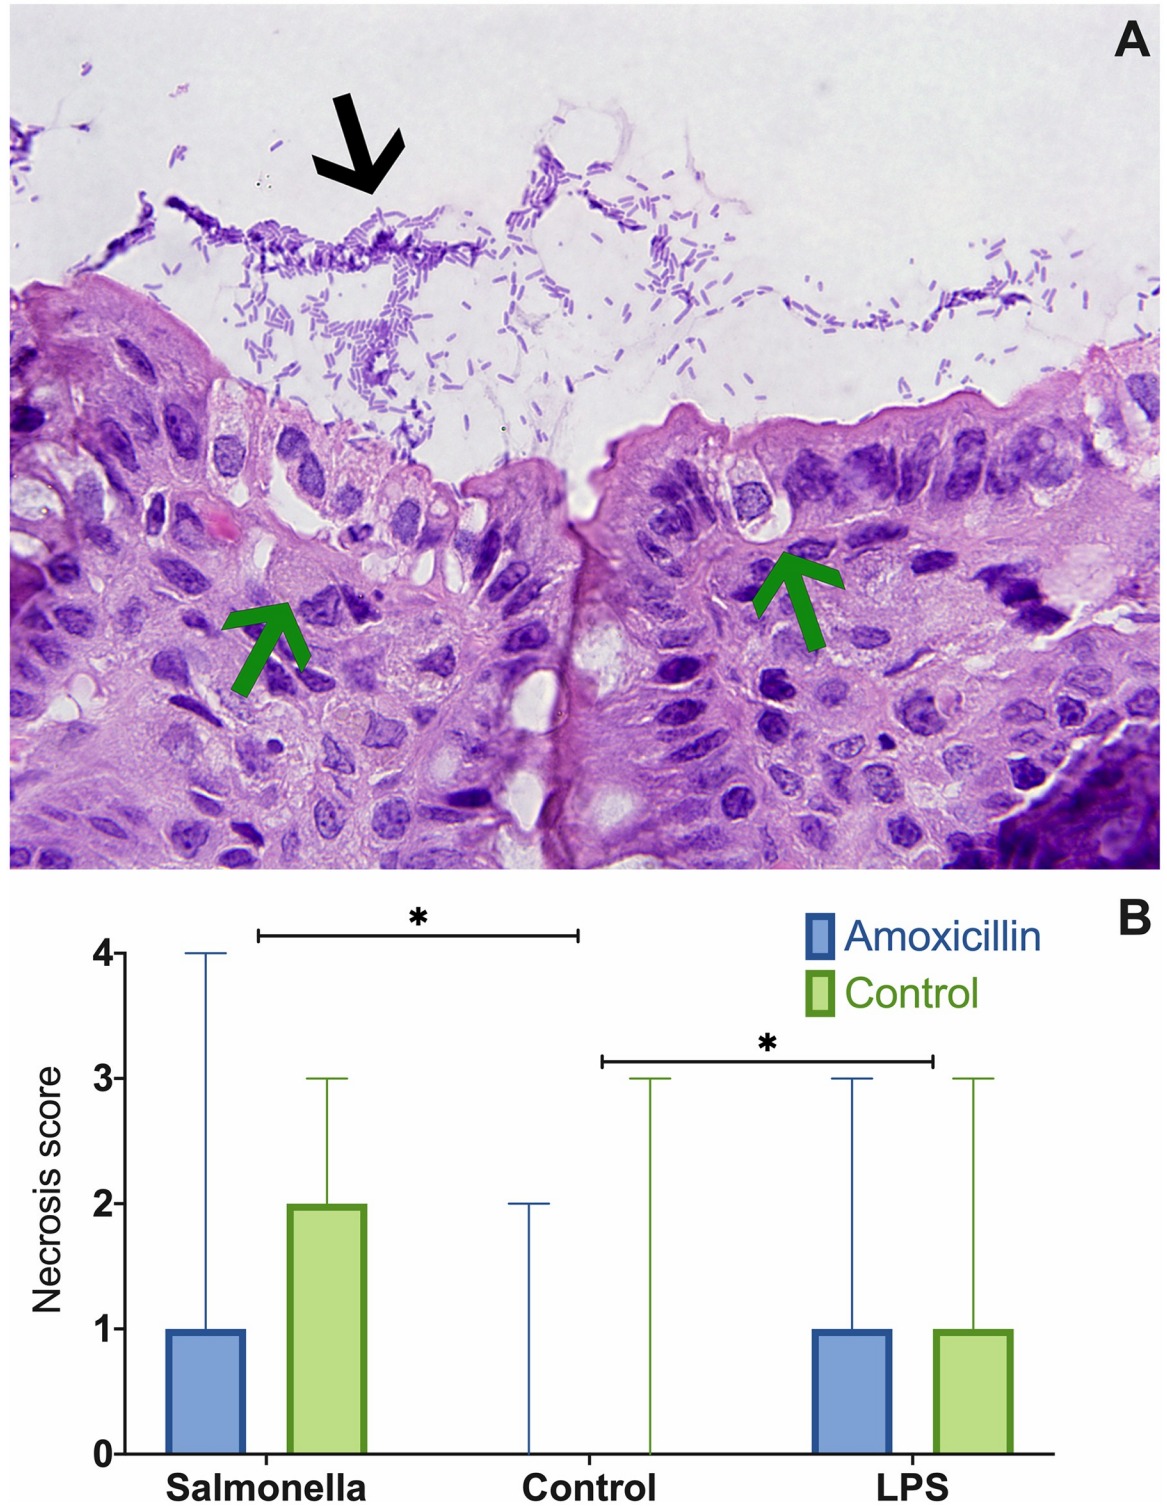 A
B
*
*
Amoxicillin
Control
Necrosis score
4
3
2
1
0
Salmonella
Control
LPS